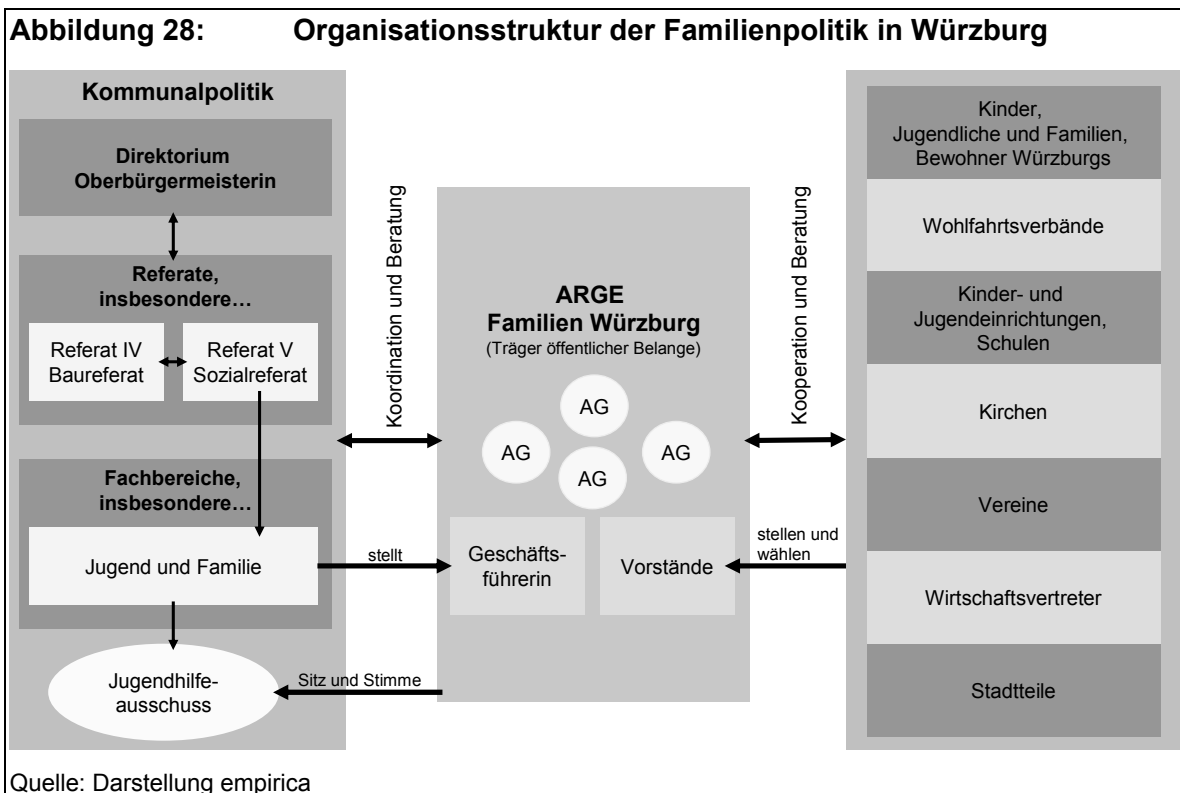 Abbildung 28: Organisationsstruktur der Familienpolitik in Würzburg
Kommunalpolitik
Direktorium
Oberbürgermeisterin
Referate,
insbesondere…
Referat IV
Baureferat
Referat V
Sozialreferat
Fachbereiche,
insbesondere…
Jugend und Familie
Jugendhilfe-
ausschuss
Koordination und Beratung
stellt
Sitz und Stimme
ARGE
Familien Würzburg
(Träger öffentlicher Belange)
AG
AG
AG
AG
Geschäfts-
führerin
Vorstände
Kooperation und Beratung
stellen und
wählen
Kinder,
Jugendliche und Familien,
Bewohner Würzburgs
Wohlfahrtsverbände
Kinder- und
Jugendeinrichtungen,
Schulen
Kirchen
Vereine
Wirtschaftsvertreter
Stadtteile
Quelle: Darstellung empirica